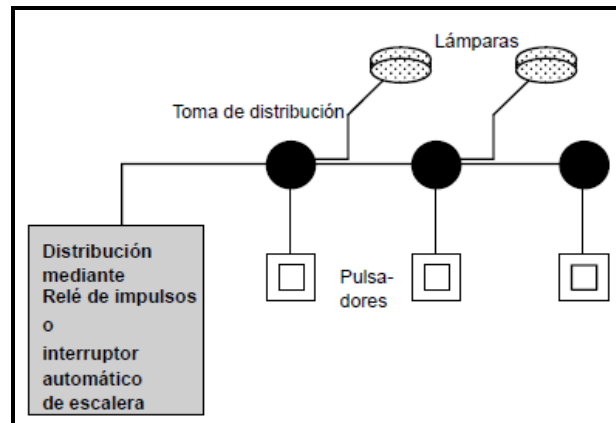 Lámparas
Toma de distribución
Distribución
mediante
Relé de impulsos
o
interruptor
automático
de escalera
Pulsa-
dores